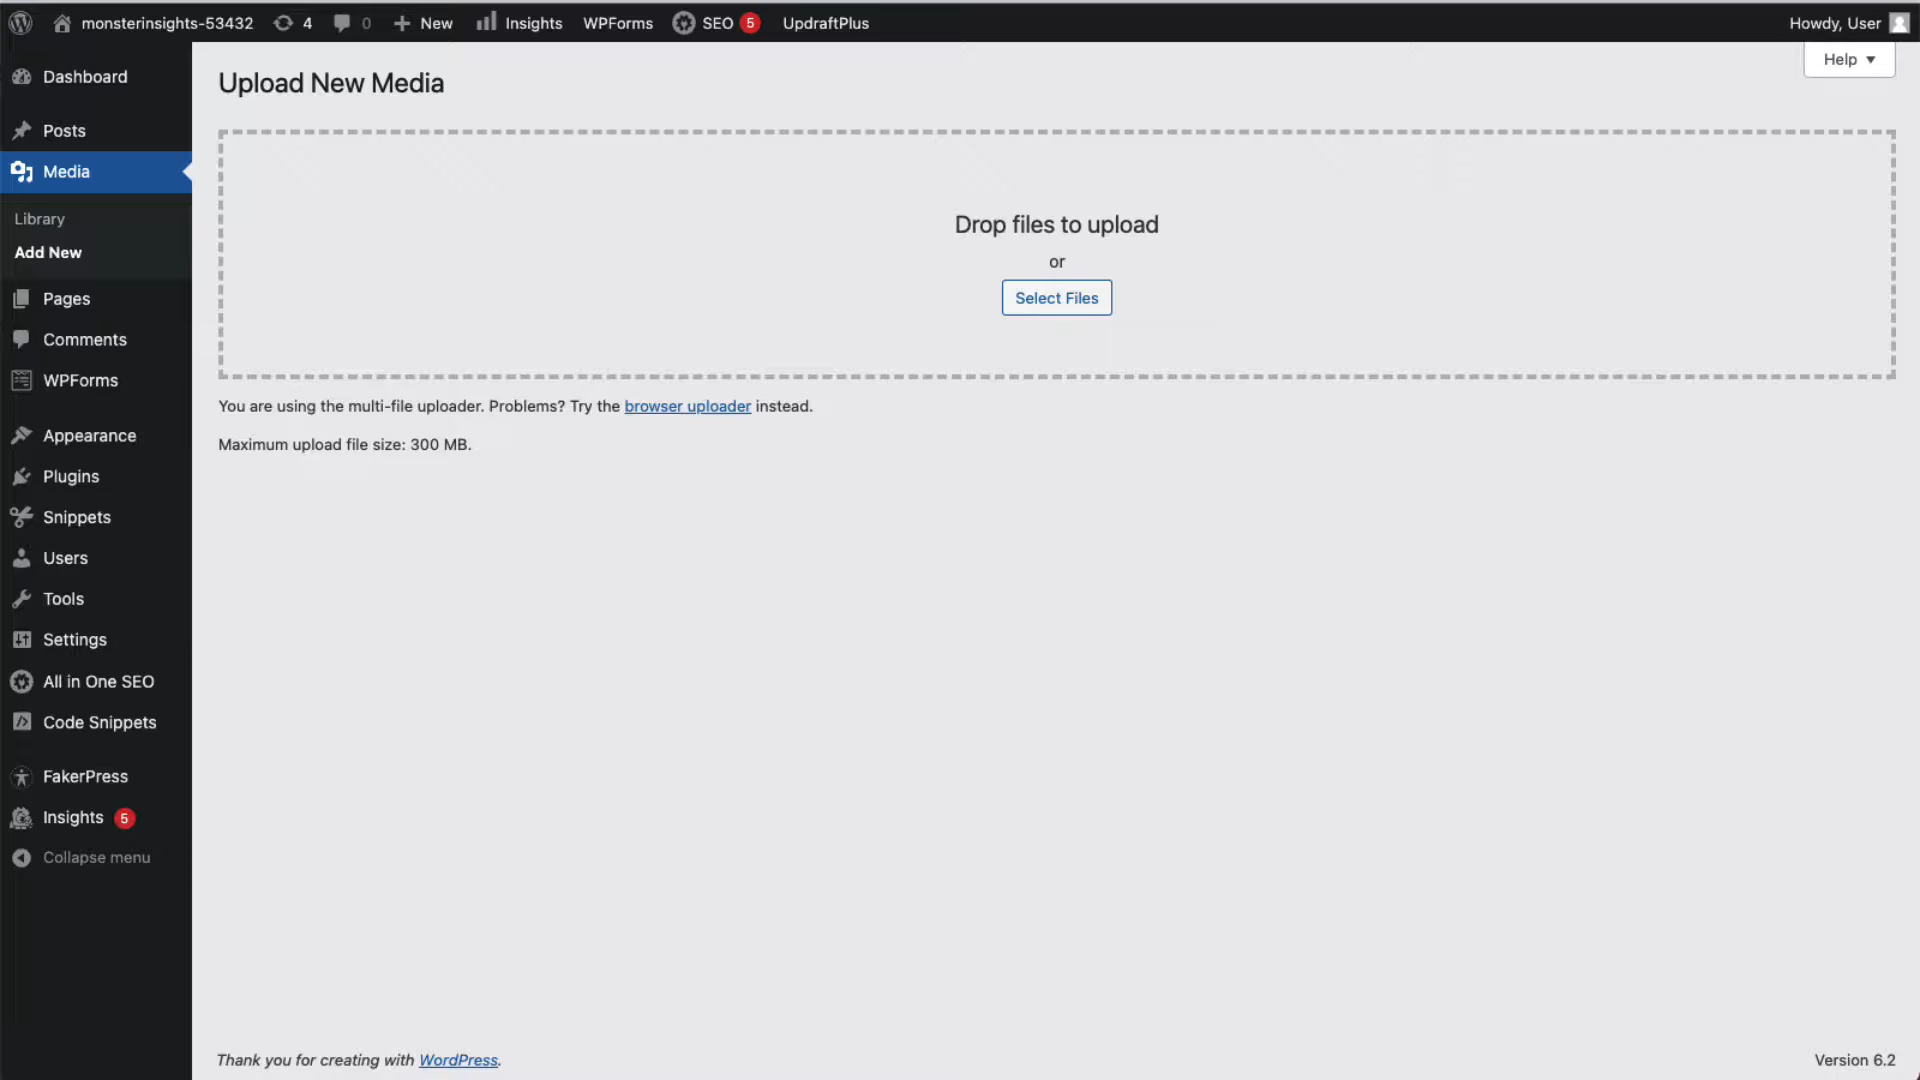 monsterinsights-53432 4 0 New Insights WPForms SEO 5 UpdraftPlus Howdy, User
Help ▼
Dashboard
Posts
Media
Library
Add New
Pages
Comments
WPForms
Appearance
Plugins
Snippets
Users
Tools
Settings
All in One SEO
Code Snippets
FakerPress
Insights 5
Collapse menu
Upload New Media
Drop files to upload
or
Select Files
You are using the multi-file uploader. Problems? Try the browser uploader instead.
Maximum upload file size: 300 MB.
Thank you for creating with WordPress.
Version 6.2